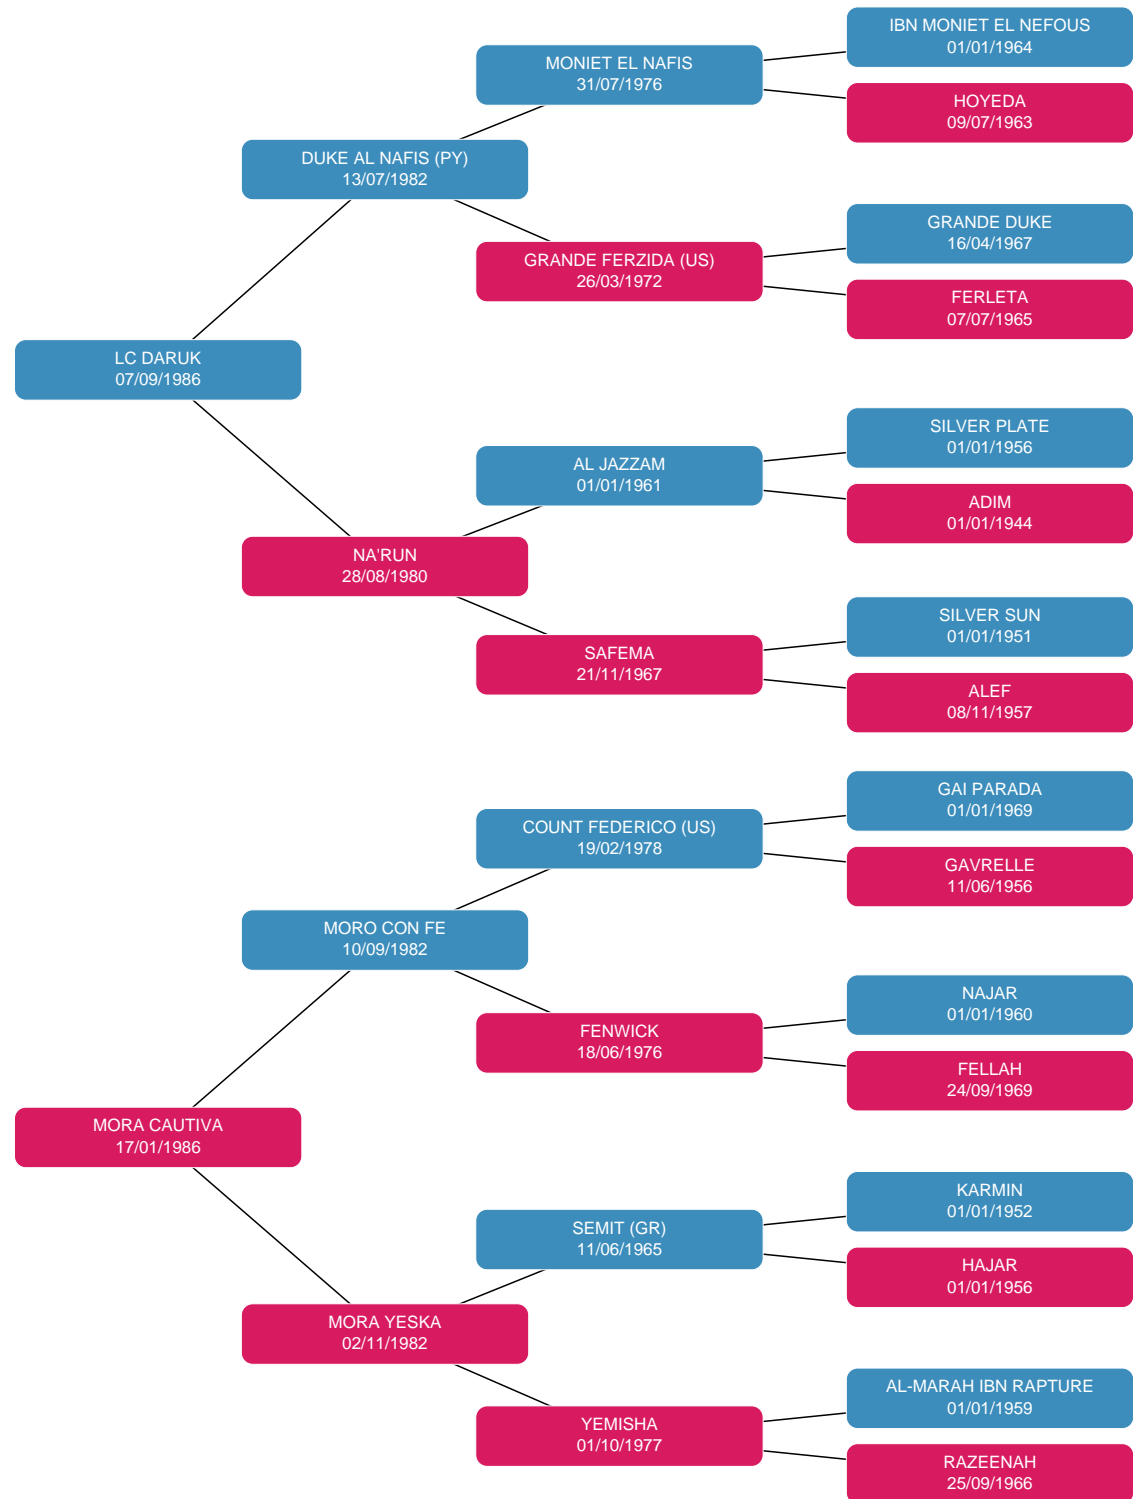 IBN MONIET EL NEFOUS
01/01/1964
MONIET EL NAFIS
31/07/1976
HOYEDA
09/07/1963
DUKE AL NAFIS (PY)
13/07/1982
GRANDE DUKE
16/04/1967
GRANDE FERZIDA (US)
26/03/1972
FERLETA
07/07/1965
LC DARUK
07/09/1986
SILVER PLATE
01/01/1956
AL JAZZAM
01/01/1961
ADIM
01/01/1944
NA'RUN
28/08/1980
SILVER SUN
01/01/1951
SAFEMA
21/11/1967
ALEF
08/11/1957
GAI PARADA
01/01/1969
COUNT FEDERICO (US)
19/02/1978
GAVRELLE
11/06/1956
MORO CON FE
10/09/1982
NAJAR
01/01/1960
FENWICK
18/06/1976
FELLAH
24/09/1969
MORA CAUTIVA
17/01/1986
KARMIN
01/01/1952
SEMIT (GR)
11/06/1965
HAJAR
01/01/1956
MORA YESKA
02/11/1982
AL-MARAH IBN RAPTURE
01/01/1959
YEMISHA
01/10/1977
RAZEENAH
25/09/1966